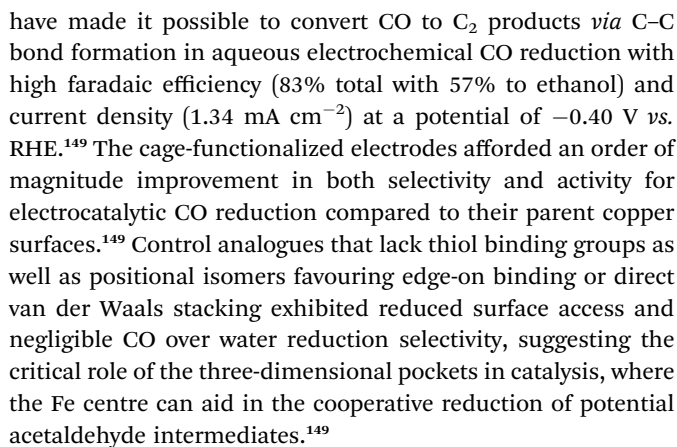 have made it possible to convert CO to C₂ products via C–C
bond formation in aqueous electrochemical CO reduction with
high faradaic efficiency (83% total with 57% to ethanol) and
current density (1.34 mA cm⁻²) at a potential of −0.40 V vs.
RHE.¹⁴⁹ The cage-functionalized electrodes afforded an order of
magnitude improvement in both selectivity and activity for
electrocatalytic CO reduction compared to their parent copper
surfaces.¹⁴⁹ Control analogues that lack thiol binding groups as
well as positional isomers favouring edge-on binding or direct
van der Waals stacking exhibited reduced surface access and
negligible CO over water reduction selectivity, suggesting the
critical role of the three-dimensional pockets in catalysis, where
the Fe centre can aid in the cooperative reduction of potential
acetaldehyde intermediates.¹⁴⁹